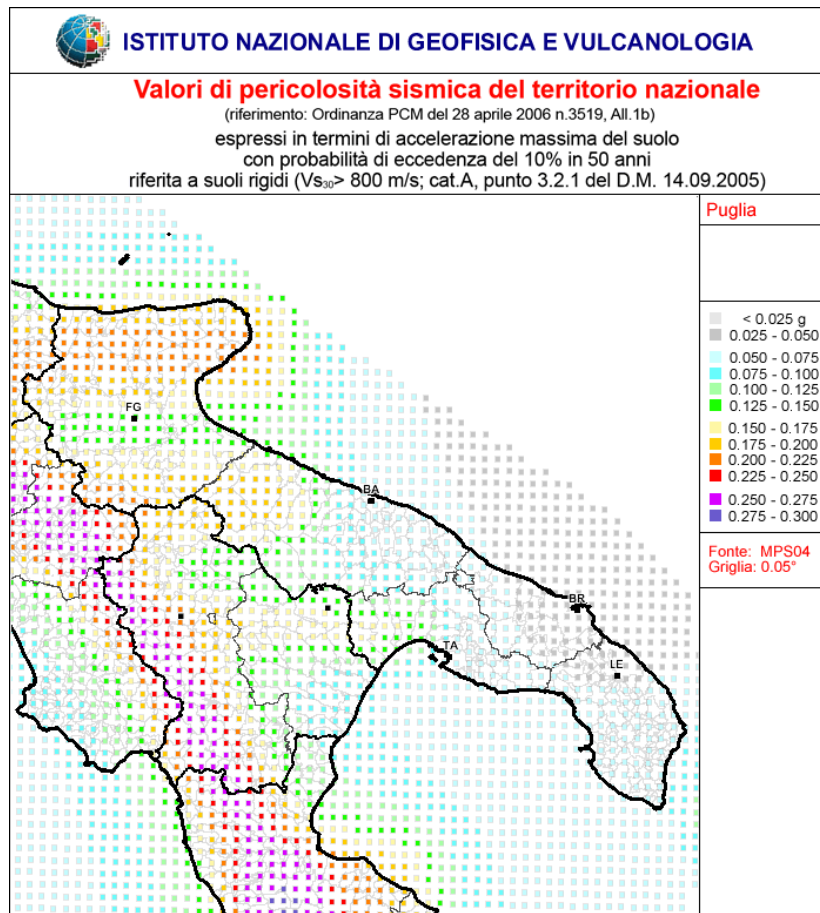 ISTITUTO NAZIONALE DI GEOFISICA E VULCANOLOGIA
Valori di pericolosità sismica del territorio nazionale
(riferimento: Ordinanza PCM del 28 aprile 2006 n.3519, All.1b)
espressi in termini di accelerazione massima del suolo
con probabilità di eccedenza del 10% in 50 anni
riferita a suoli rigidi (Vs30> 800 m/s; cat.A, punto 3.2.1 del D.M. 14.09.2005)
Puglia
< 0.025 g
0.025 - 0.050
0.050 - 0.075
0.075 - 0.100
0.100 - 0.125
0.125 - 0.150
0.150 - 0.175
0.175 - 0.200
0.200 - 0.225
0.225 - 0.250
0.250 - 0.275
0.275 - 0.300
Fonte: MPS04
Griglia: 0.05°
FG
BA
BR
TA
LE